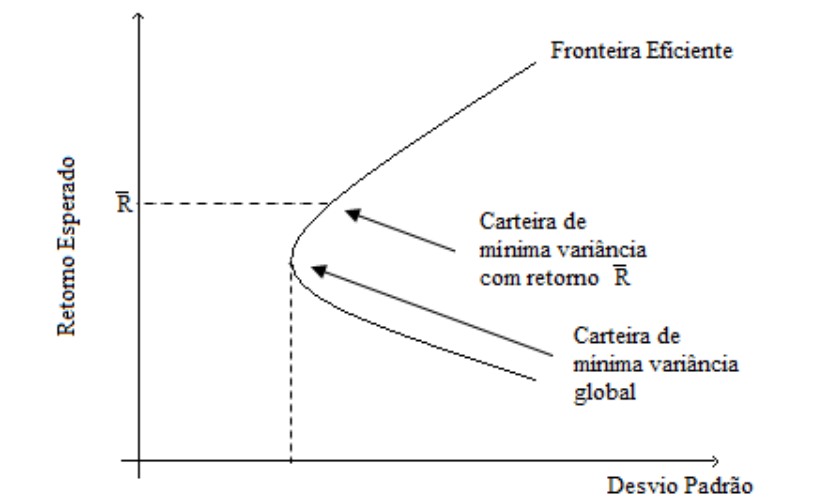 Fronteira Eficiente
Retorno Esperado
R̅
Carteira de
mínima variância
com retorno R̅
Carteira de
mínima variância
global
Desvio Padrão